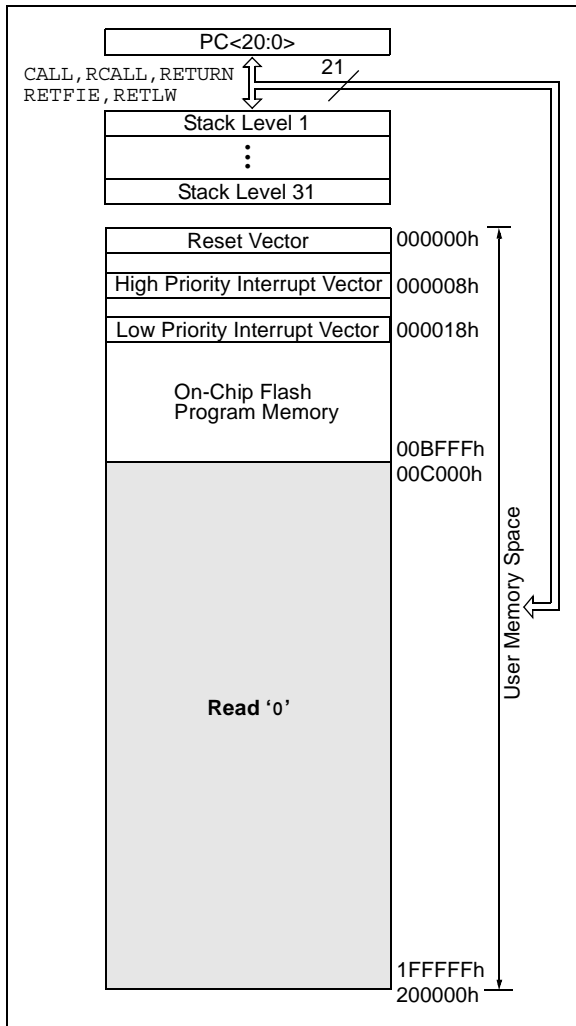 PC<20:0>
CALL,RCALL,RETURN
RETFIE,RETLW
21
Stack Level 1
⋮
Stack Level 31
Reset Vector
000000h
High Priority Interrupt Vector
000008h
Low Priority Interrupt Vector
000018h
On-Chip Flash
Program Memory
00BFFFh
00C000h
User Memory Space
Read ‘0’
1FFFFFh
200000h